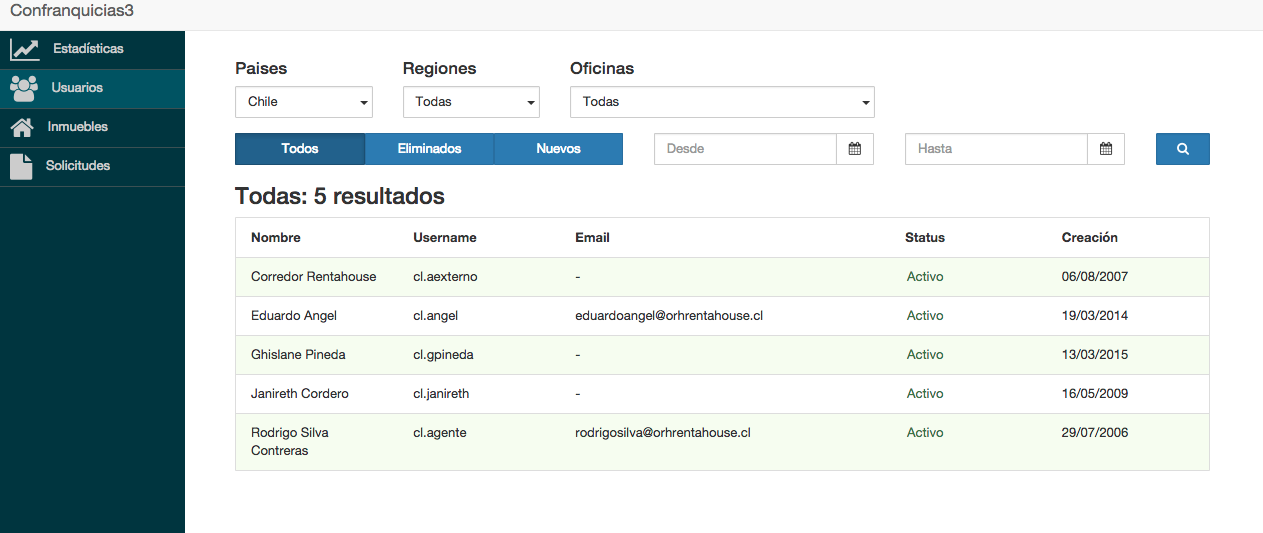 Confranquicias3
Estadísticas
Usuarios
Inmuebles
Solicitudes
Paises Regiones Oficinas
Chile Todas Todas
Todos Eliminados Nuevos Desde Hasta
Todas: 5 resultados
Nombre Username Email Status Creación
Corredor Rentahouse cl.aexterno - Activo 06/08/2007
Eduardo Angel cl.angel eduardoangel@orhrentahouse.cl Activo 19/03/2014
Ghislane Pineda cl.gpineda - Activo 13/03/2015
Janireth Cordero cl.janireth - Activo 16/05/2009
Rodrigo Silva cl.agente rodrigosilva@orhrentahouse.cl Activo 29/07/2006
Contreras